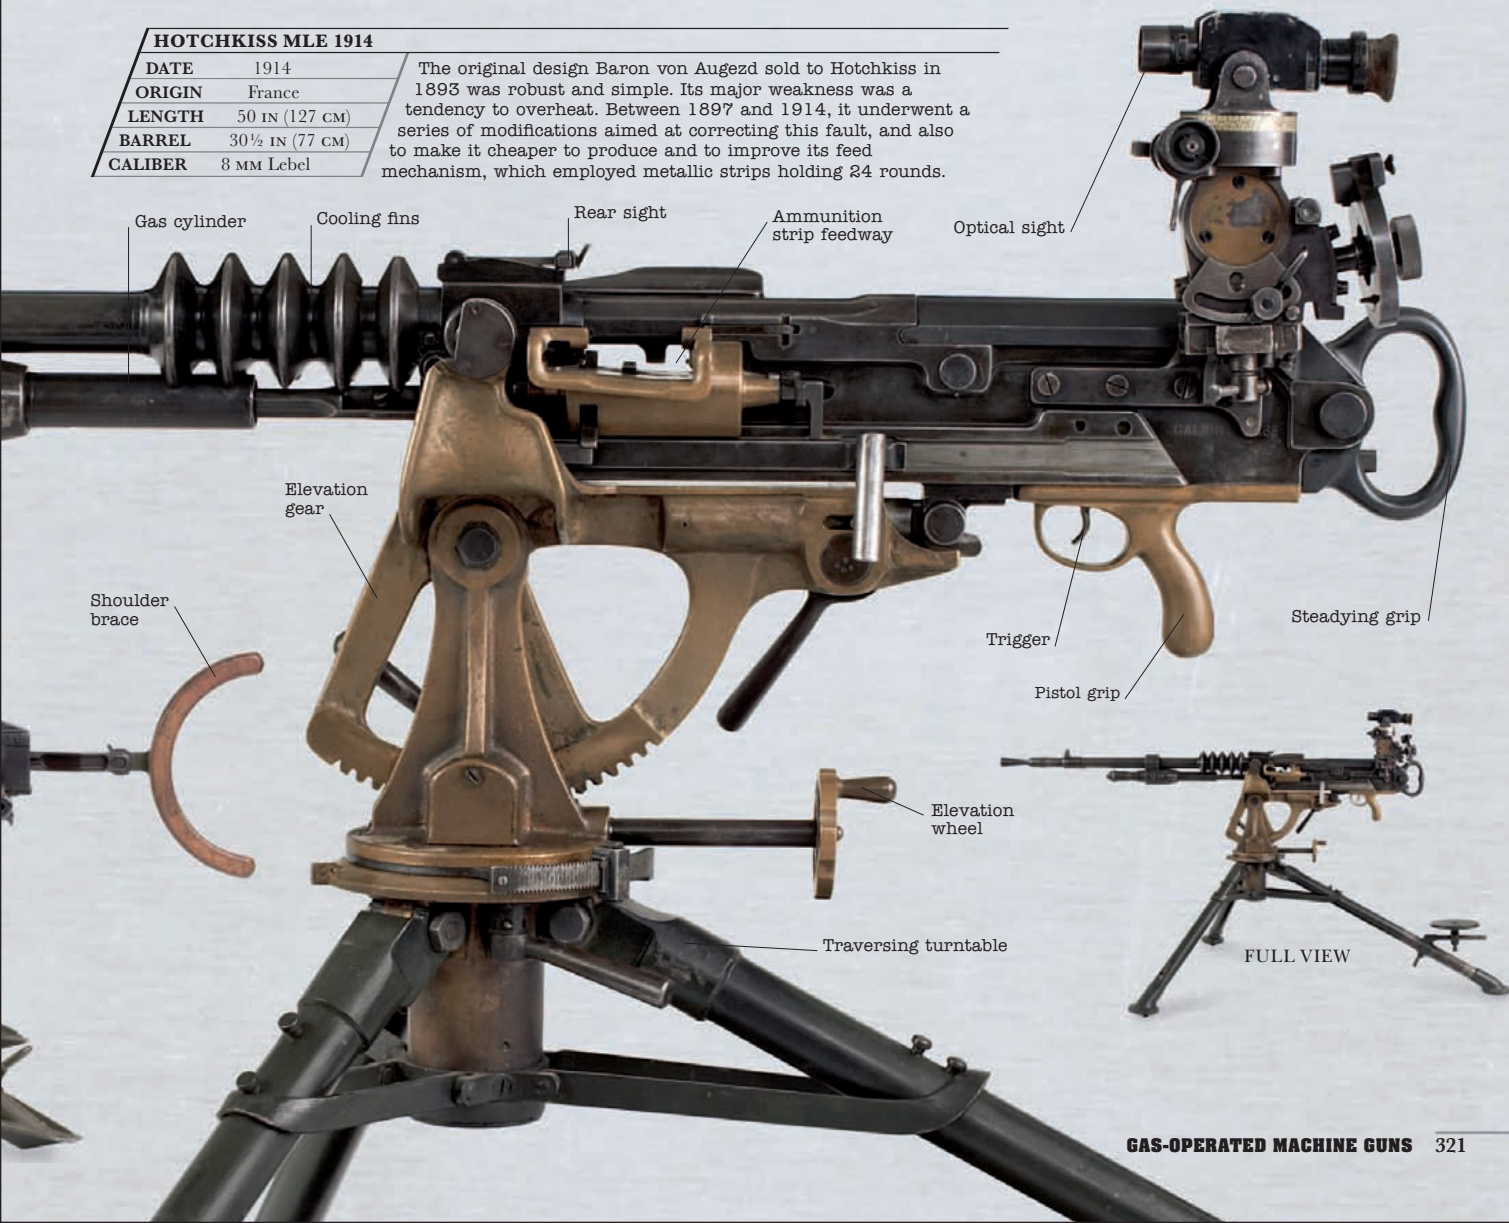 HOTCHKISS MLE 1914
DATE 1914
ORIGIN France
LENGTH 50 IN (127 CM)
BARREL 30½ IN (77 CM)
CALIBER 8 MM Lebel
The original design Baron von Augezd sold to Hotchkiss in
1893 was robust and simple. Its major weakness was a
tendency to overheat. Between 1897 and 1914, it underwent a
series of modifications aimed at correcting this fault, and also
to make it cheaper to produce and to improve its feed
mechanism, which employed metallic strips holding 24 rounds.
Gas cylinder
Cooling fins
Rear sight
Ammunition
strip feedway
Optical sight
Elevation
gear
Shoulder
brace
Trigger
Steadying grip
Pistol grip
Elevation
wheel
Traversing turntable
FULL VIEW
GAS-OPERATED MACHINE GUNS 321